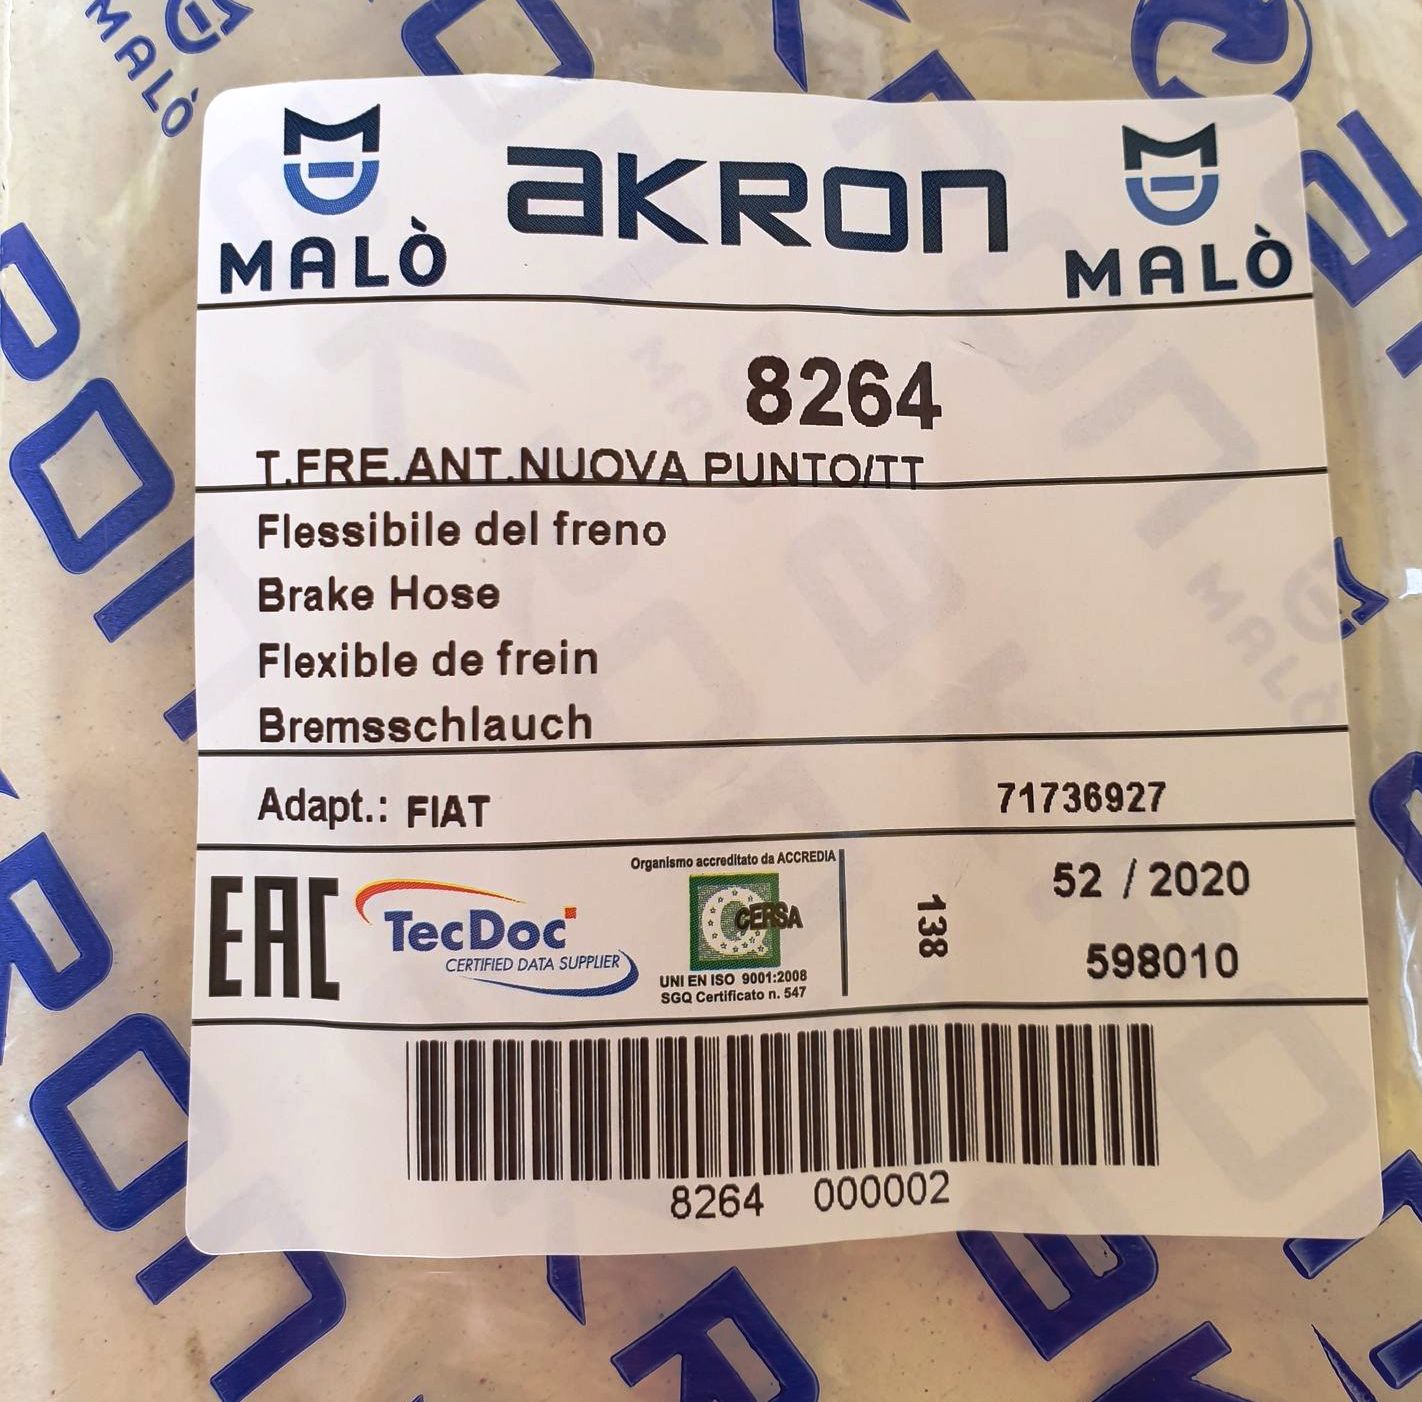 MALÒ
MALÒ akron MALÒ
8264
T.FRE.ANT.NUOVA PUNTO/TT
Flessibile del freno
Brake Hose
Flexible de frein
Bremsschlauch
Adapt.: FIAT 71736927
EAC
TecDoc
CERTIFIED DATA SUPPLIER
Organismo accreditato da ACCREDIA
CERSA
UNI EN ISO 9001:2008
SGQ Certificato n. 547
138
52 / 2020
598010
8264 000002